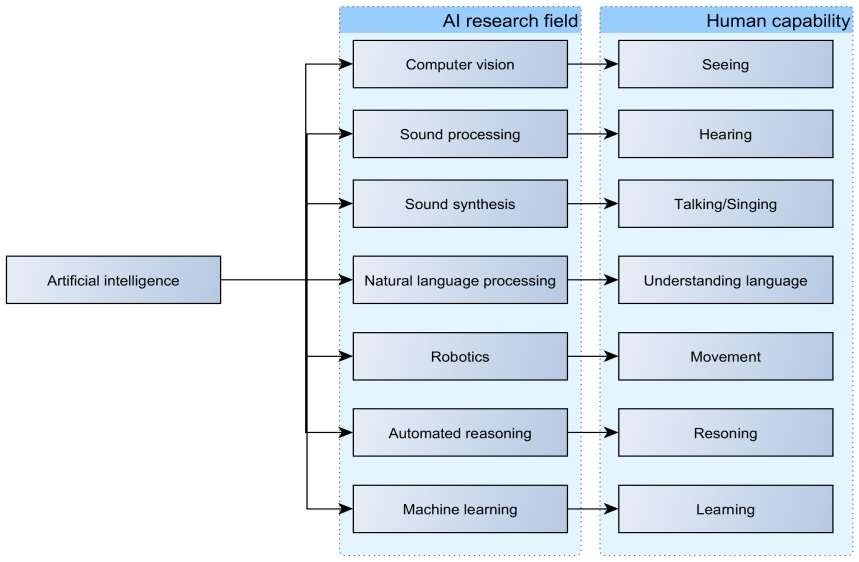 AI research field
Human capability
Computer vision
Seeing
Sound processing
Hearing
Sound synthesis
Talking/Singing
Artificial intelligence
Natural language processing
Understanding language
Robotics
Movement
Automated reasoning
Resoning
Machine learning
Learning